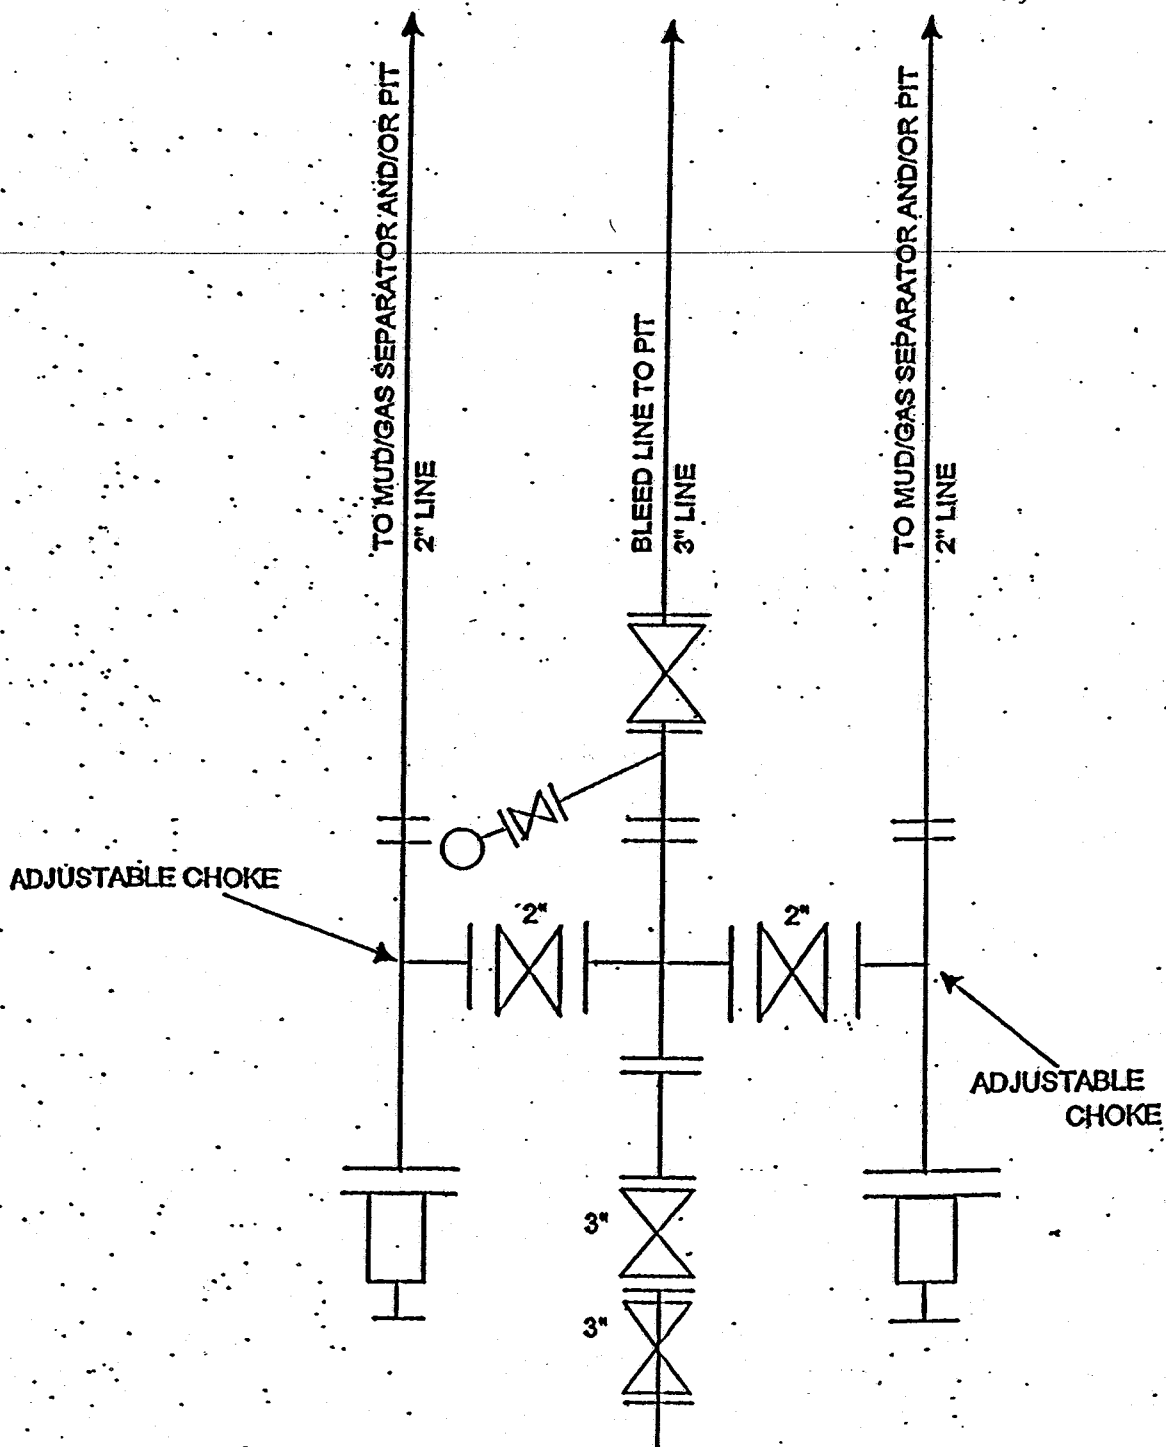 TO MUD/GAS SEPARATOR AND/OR PIT
2" LINE
BLEED LINE TO PIT
3" LINE
TO MUD/GAS SEPARATOR AND/OR PIT
2" LINE
ADJUSTABLE CHOKE
2"
2"
ADJUSTABLE
CHOKE
3"
3"